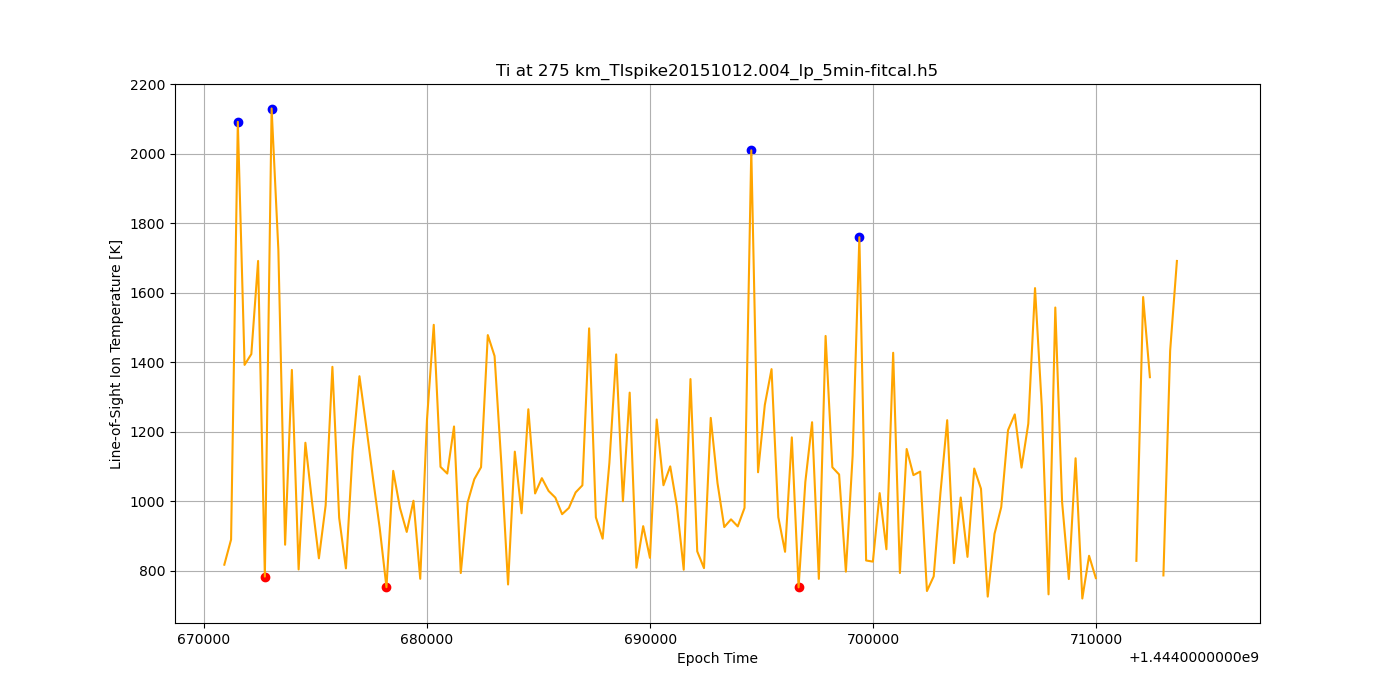 Ti at 275 km_TIspike20151012.004_lp_5min-fitcal.h5
Line-of-Sight Ion Temperature [K]
2200
2000
1800
1600
1400
1200
1000
800
670000 680000 690000 700000 710000
Epoch Time
+1.4440000000e9